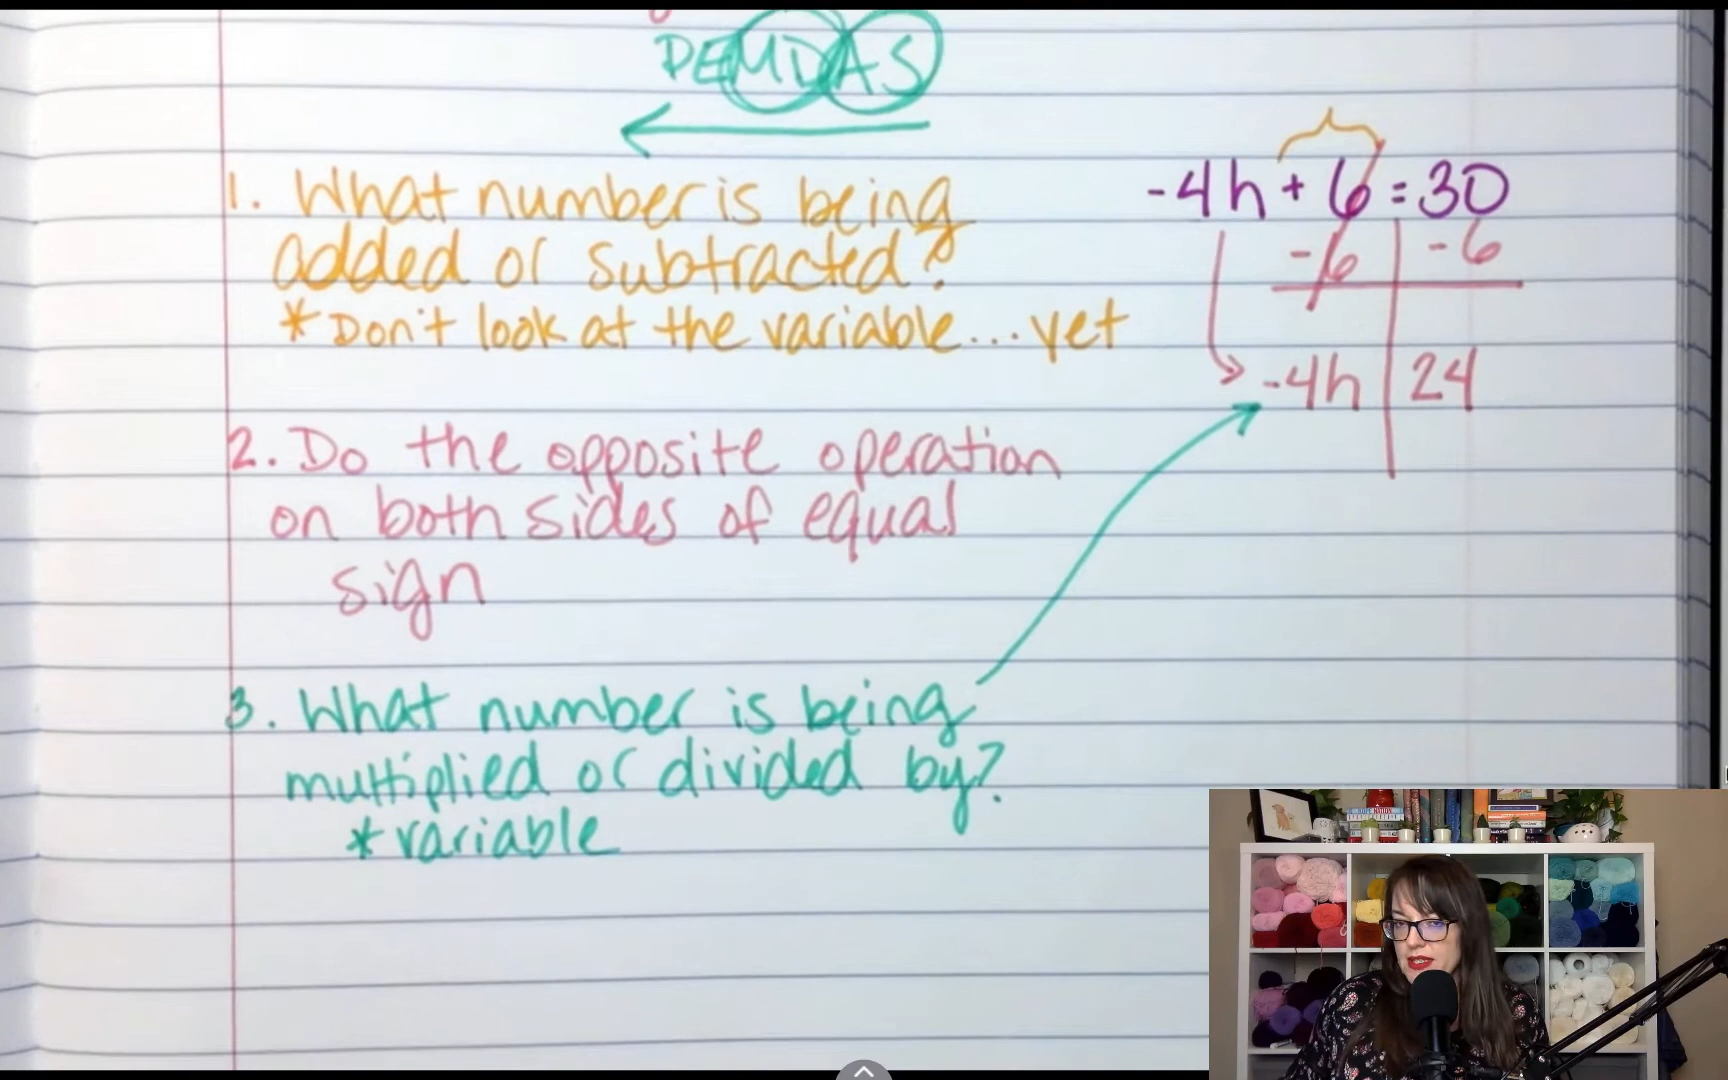 PEMDAS
1. What number is being
added or subtracted?
*Don't look at the variable...yet
2. Do the opposite operation
on both sides of equal
sign
3. What number is being
multiplied or divided by?
*variable
-4h + 6 = 30
-6 -6
-4h 24